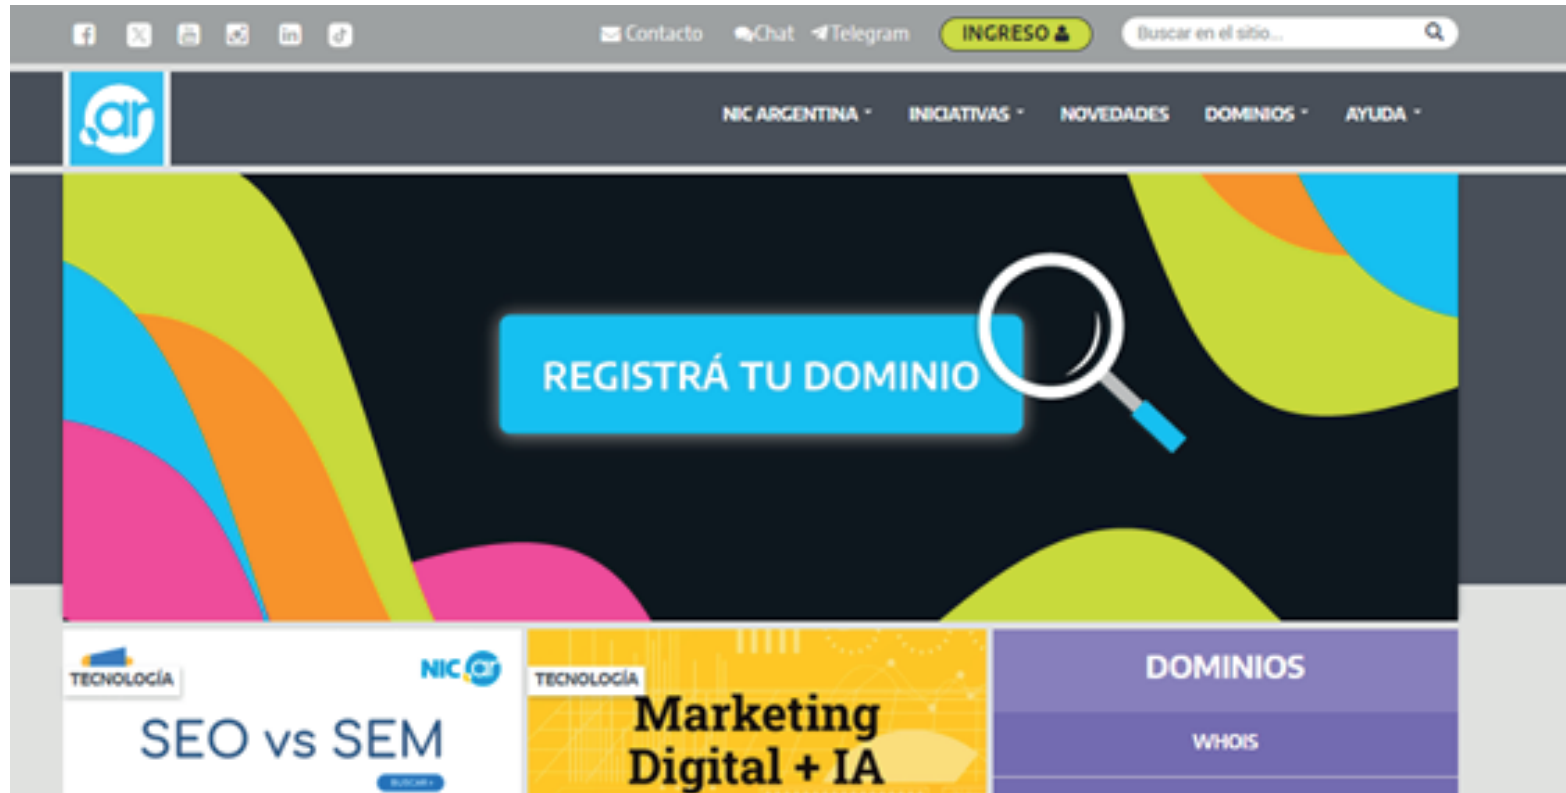 Contacto Chat Telegram INGRESO Buscar en el sitio...
.ar
NIC ARGENTINA INICIATIVAS NOVEDADES DOMINIOS AYUDA
REGISTRÁ TU DOMINIO
TECNOLOGÍA
NIC.ar
SEO vs SEM
BUSCAR
TECNOLOGÍA
Marketing
Digital + IA
DOMINIOS
WHOIS